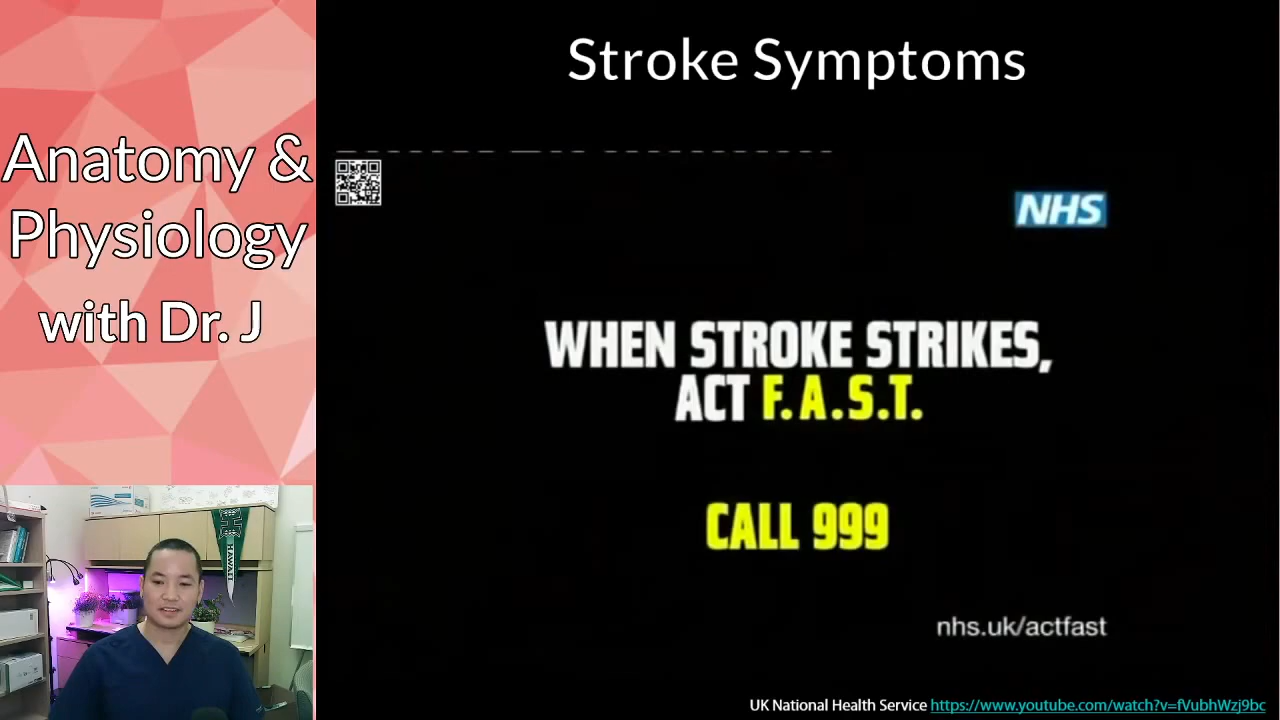 Stroke Symptoms
Anatomy &
Physiology
with Dr. J
NHS
WHEN STROKE STRIKES,
ACT F.A.S.T.
CALL 999
nhs.uk/actfast
HAWAII
UK National Health Service https://www.youtube.com/watch?v=fVubhWzj9bc